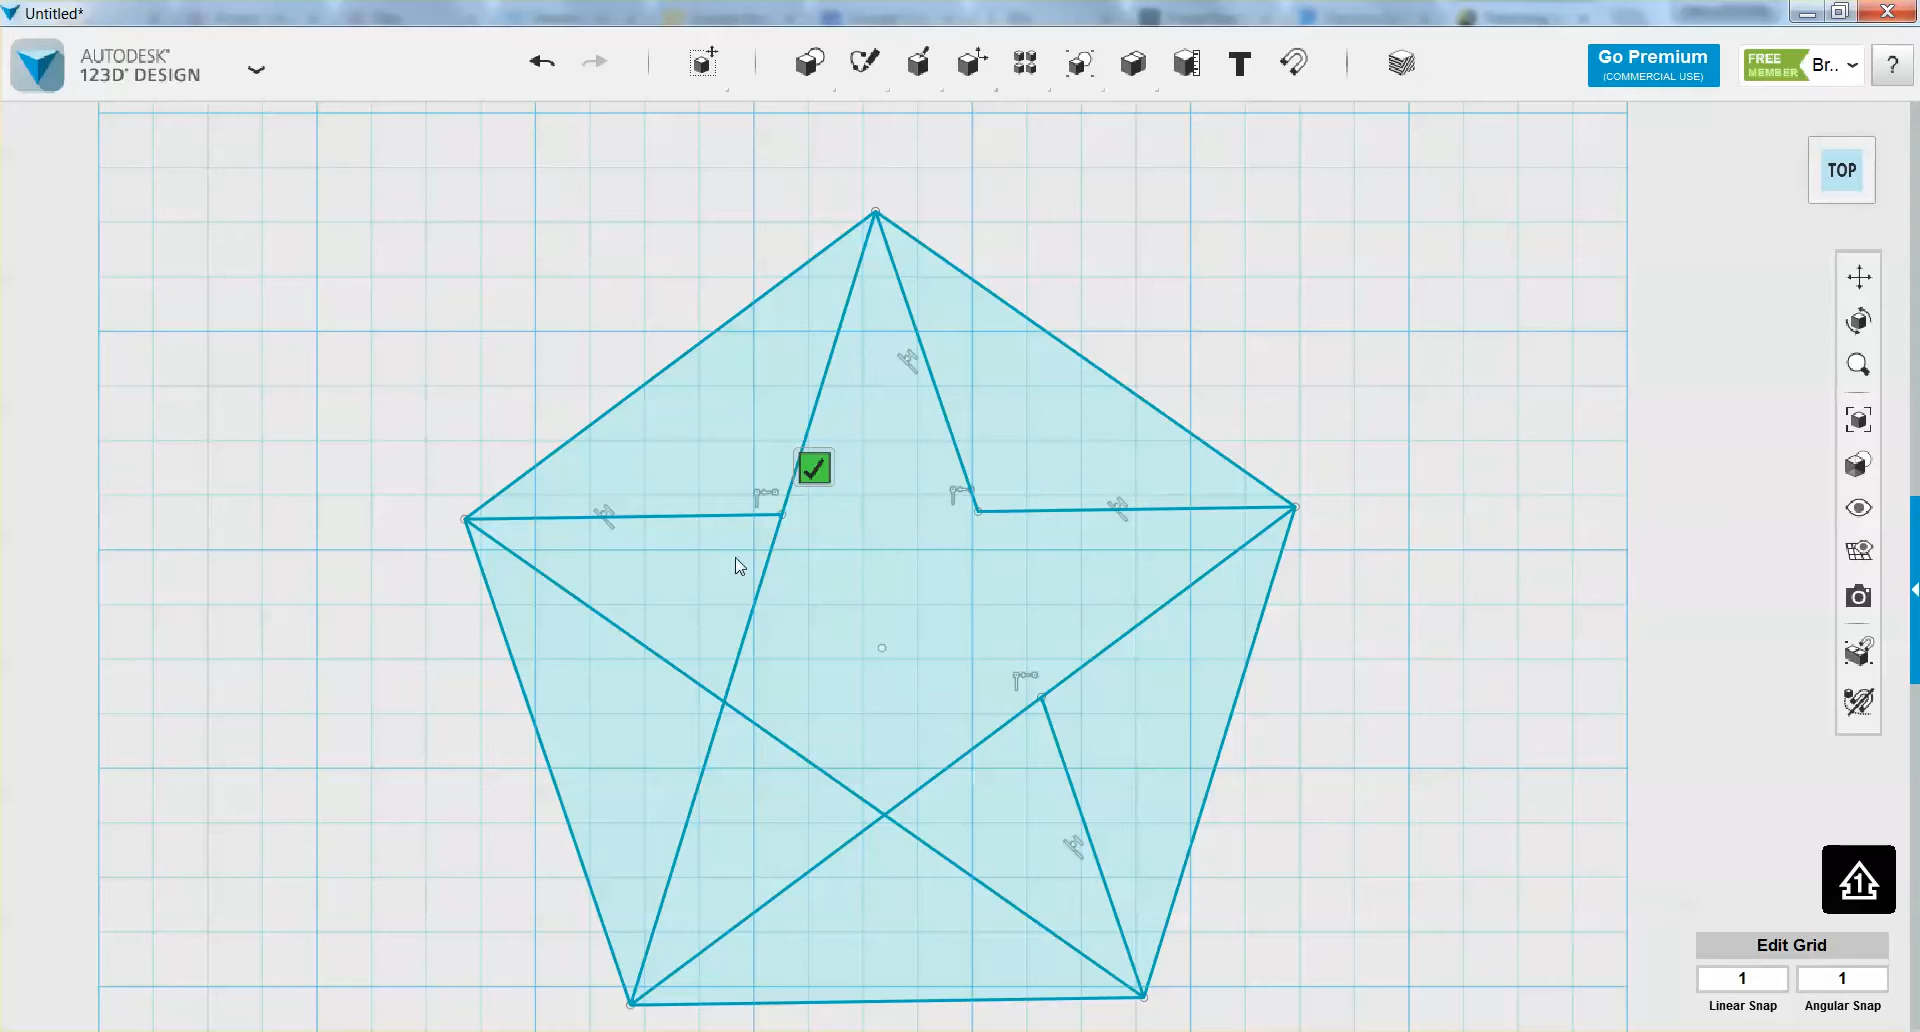 Untitled*
AUTODESK®
123D® DESIGN
Go Premium
(COMMERCIAL USE)
FREE
MEMBER
Br..
?
TOP
1
Edit Grid
1
1
Linear Snap
Angular Snap